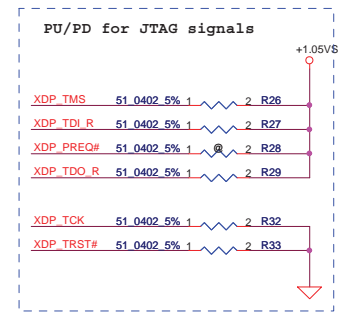 PU/PD for JTAG signals
+1.05VS
XDP_TMS 51_0402_5% 1 2 R26
XDP_TDI_R 51_0402_5% 1 2 R27
XDP_PREQ# 51_0402_5% 1 @ 2 R28
XDP_TDO_R 51_0402_5% 1 2 R29
XDP_TCK 51_0402_5% 1 2 R32
XDP_TRST# 51_0402_5% 1 2 R33